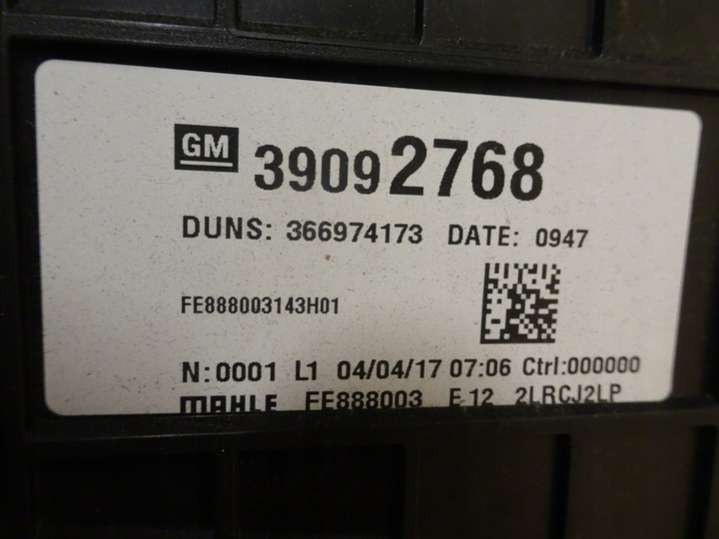 GM 39092768
DUNS: 366974173 DATE: 0947
FE888003143H01
N:0001 L1 04/04/17 07:06 Ctrl:000000
MAHLE FE888003 E 12 2LRCJ2LP